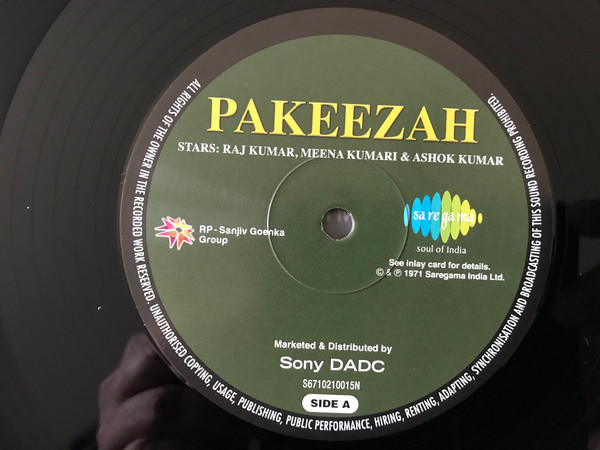 PAKEEZAH
STARS: RAJ KUMAR, MEENA KUMARI & ASHOK KUMAR
RP-Sanjiv Goenka
Group
sa re ga ma
soul of India
See inlay card for details.
© & ℗ 1971 Saregama India Ltd.
Marketed & Distributed by
Sony DADC
S6710210015N
SIDE A
ALL RIGHTS OF THE OWNER IN THE RECORDED WORK RESERVED. UNAUTHORISED COPYING, USAGE, PUBLISHING, PUBLIC PERFORMANCE, HIRING, RENTING, ADAPTING, SYNCHRONISATION AND BROADCASTING OF THIS SOUND RECORDING PROHIBITED.